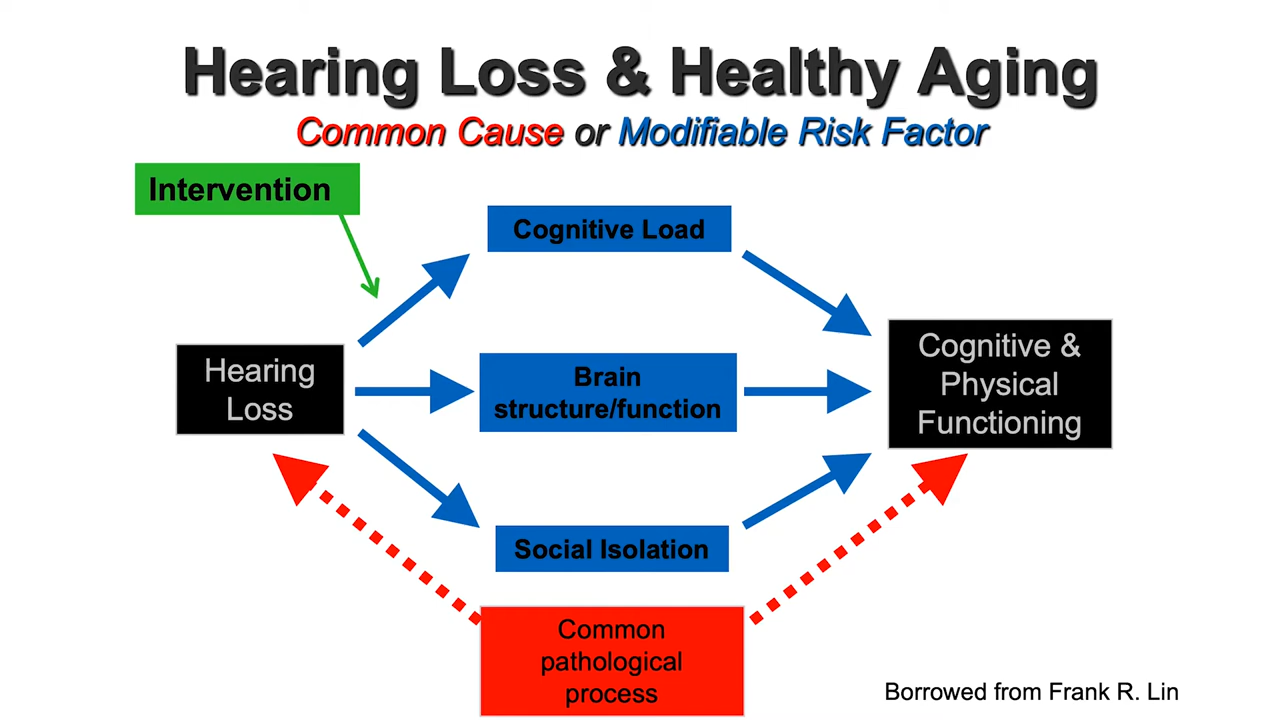 Hearing Loss & Healthy Aging
Common Cause or Modifiable Risk Factor
Intervention
Cognitive Load
Hearing
Loss
Brain
structure/function
Cognitive &
Physical
Functioning
Social Isolation
Common
pathological
process
Borrowed from Frank R. Lin